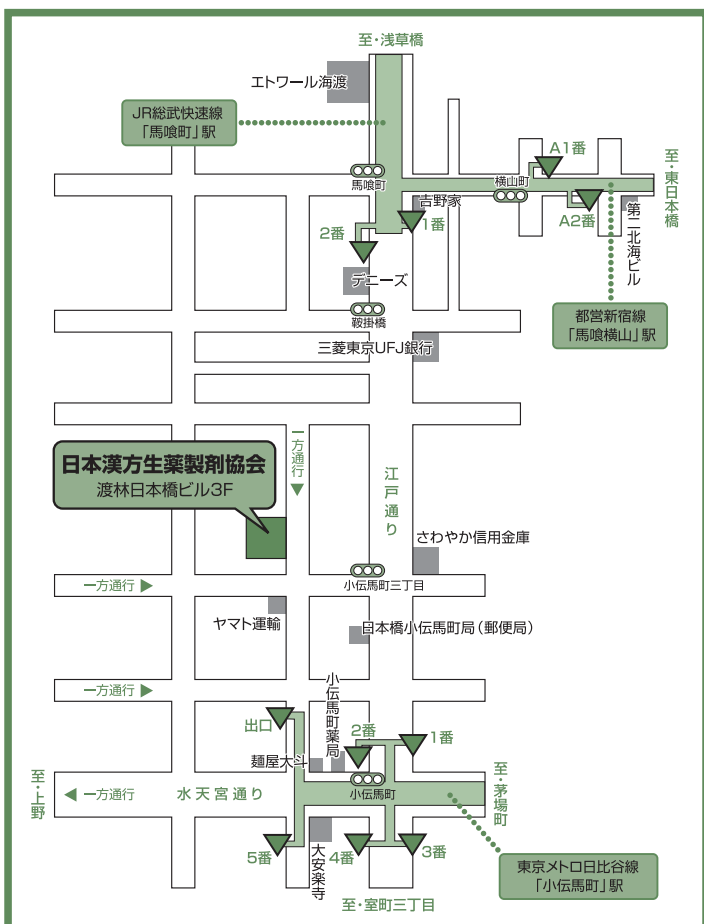 至・浅草橋
エトワール海渡
JR総武快速線
「馬喰町」駅
A1番
馬喰町
横山町
至・東日本橋
吉野家
1番
2番
A2番
第二北海ビル
デニーズ
鞍掛橋
都営新宿線
「馬喰横山」駅
三菱東京UFJ銀行
一方通行
日本漢方生薬製剤協会
渡林日本橋ビル3F
江戸通り
さわやか信用金庫
一方通行
小伝馬町三丁目
ヤマト運輸
日本橋小伝馬町局（郵便局）
一方通行
小伝馬町薬局
出口
2番
1番
麺屋大斗
至・上野
一方通行
水天宮通り
小伝馬町
至・茅場町
5番
大安楽寺
4番
3番
東京メトロ日比谷線
「小伝馬町」駅
至・室町三丁目